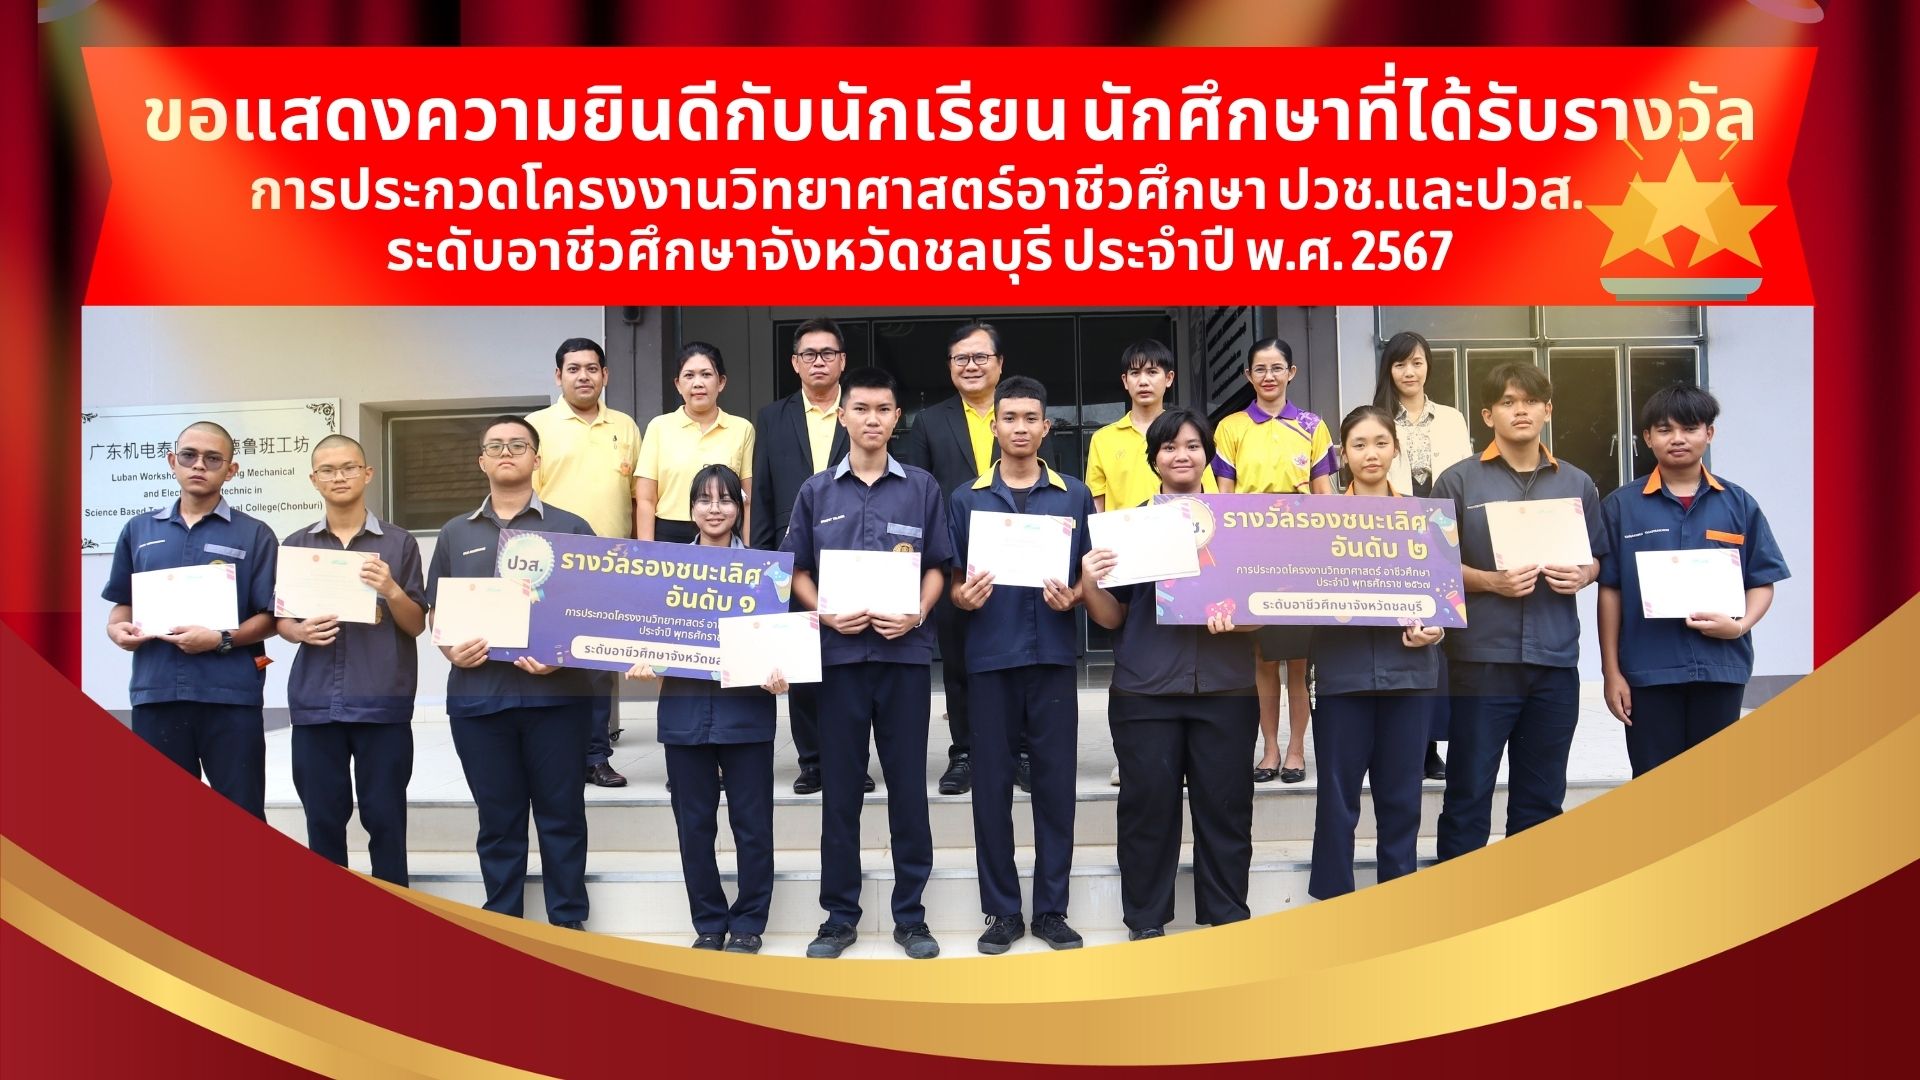 ขอแสดงความยินดีกับนักเรียน นักศึกษาที่ได้รับรางวัล
การประกวดโครงงานวิทยาศาสตร์อาชีวศึกษา ปวช.และปวส.
ระดับอาชีวศึกษาจังหวัดชลบุรี ประจำปี พ.ศ. 2567
广东机电泰 德鲁班工坊
Luban Mechanical
and in
Science Based College(Chonburi)
ปวส.
รางวัลรองชนะเลิศ
อันดับ ๑
การประกวดโครงงานวิทยาศาสตร์
ประจำปี พุทธศักราช
ระดับอาชีวศึกษาจังหวัด
รางวัลรองชนะเลิศ
อันดับ ๒
การประกวดโครงงานวิทยาศาสตร์ อาชีวศึกษา
ประจำปี พุทธศักราช ๒๕๖๗
ระดับอาชีวศึกษาจังหวัดชลบุรี